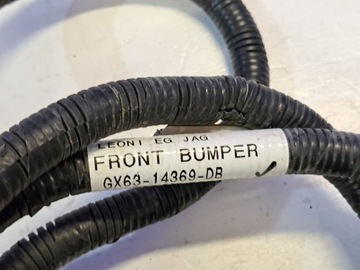 LEONI EG JAG
FRONT BUMPER
GX63-14369-DB